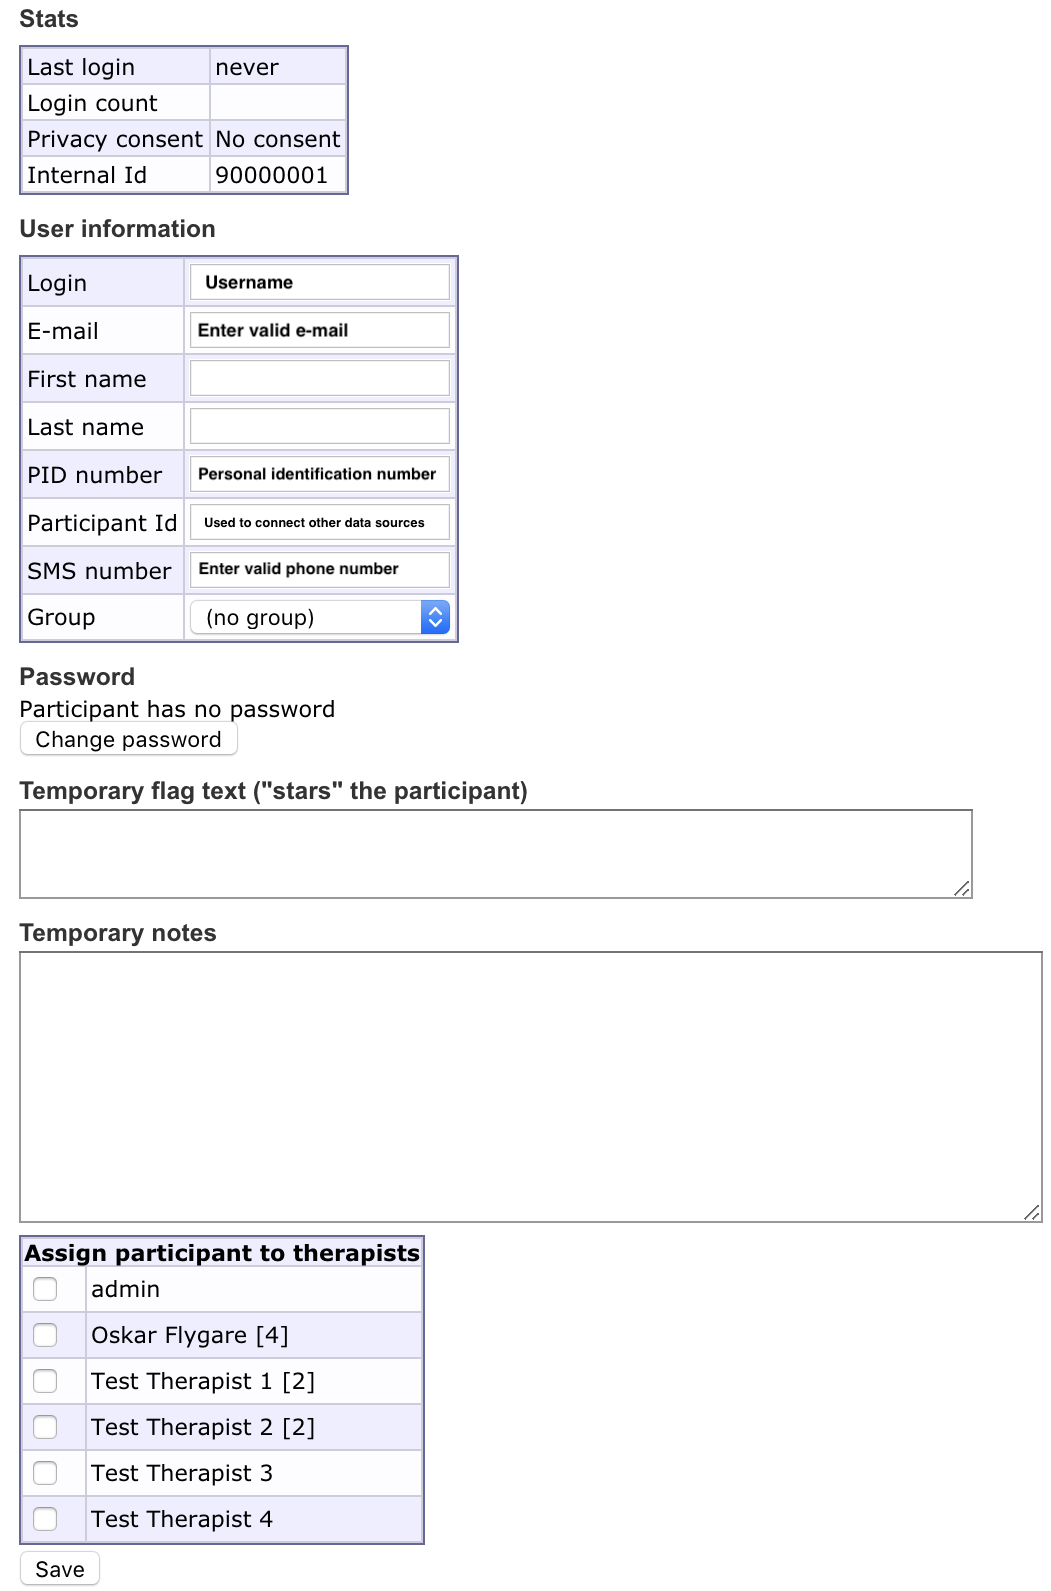 Stats
Last login never
Login count
Privacy consent No consent
Internal Id 90000001
User information
Login Username
E-mail Enter valid e-mail
First name
Last name
PID number Personal identification number
Participant Id Used to connect other data sources
SMS number Enter valid phone number
Group (no group)
Password
Participant has no password
Change password
Temporary flag text ("stars" the participant)
Temporary notes
Assign participant to therapists
admin
Oskar Flygare [4]
Test Therapist 1 [2]
Test Therapist 2 [2]
Test Therapist 3
Test Therapist 4
Save